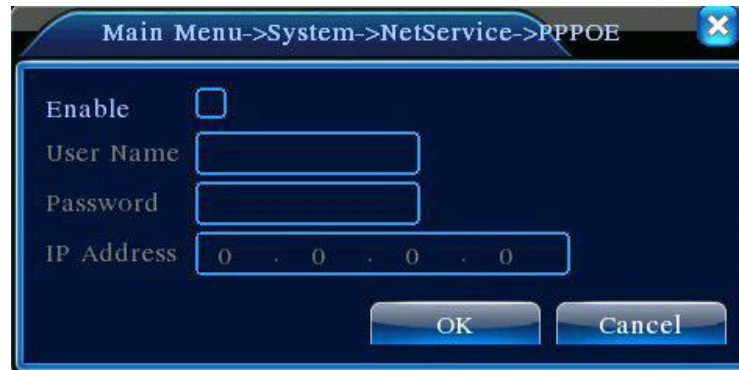 Main Menu->System->NetService->PPPOE
Enable
User Name
Password
IP Address 0 . 0 . 0 . 0
OK Cancel